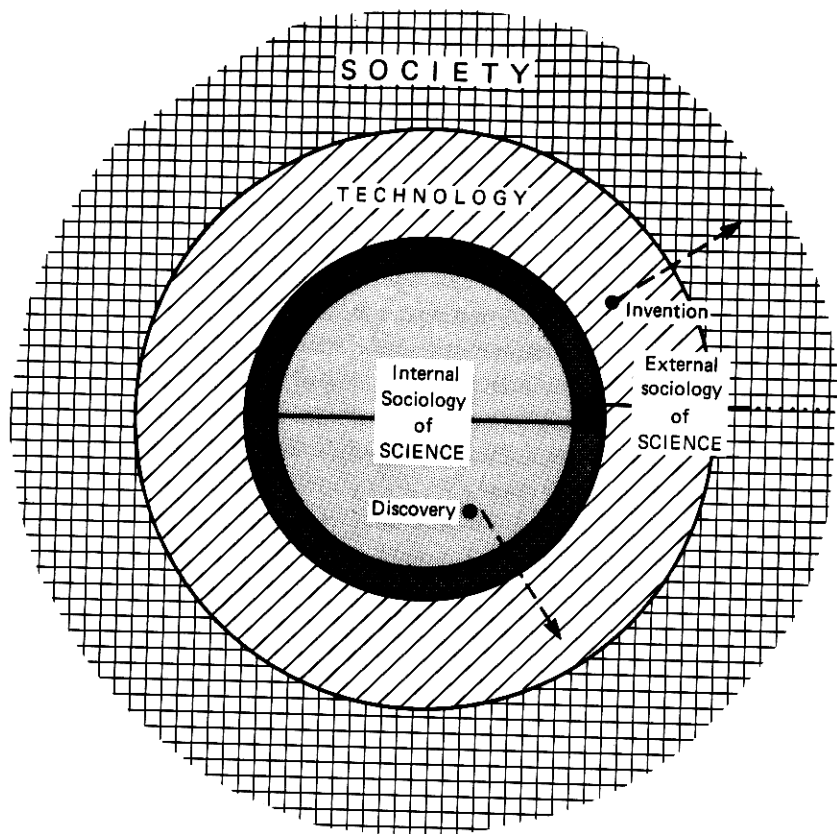 SOCIETY
TECHNOLOGY
Invention
Internal
Sociology
of
SCIENCE
External
sociology
of
SCIENCE
Discovery